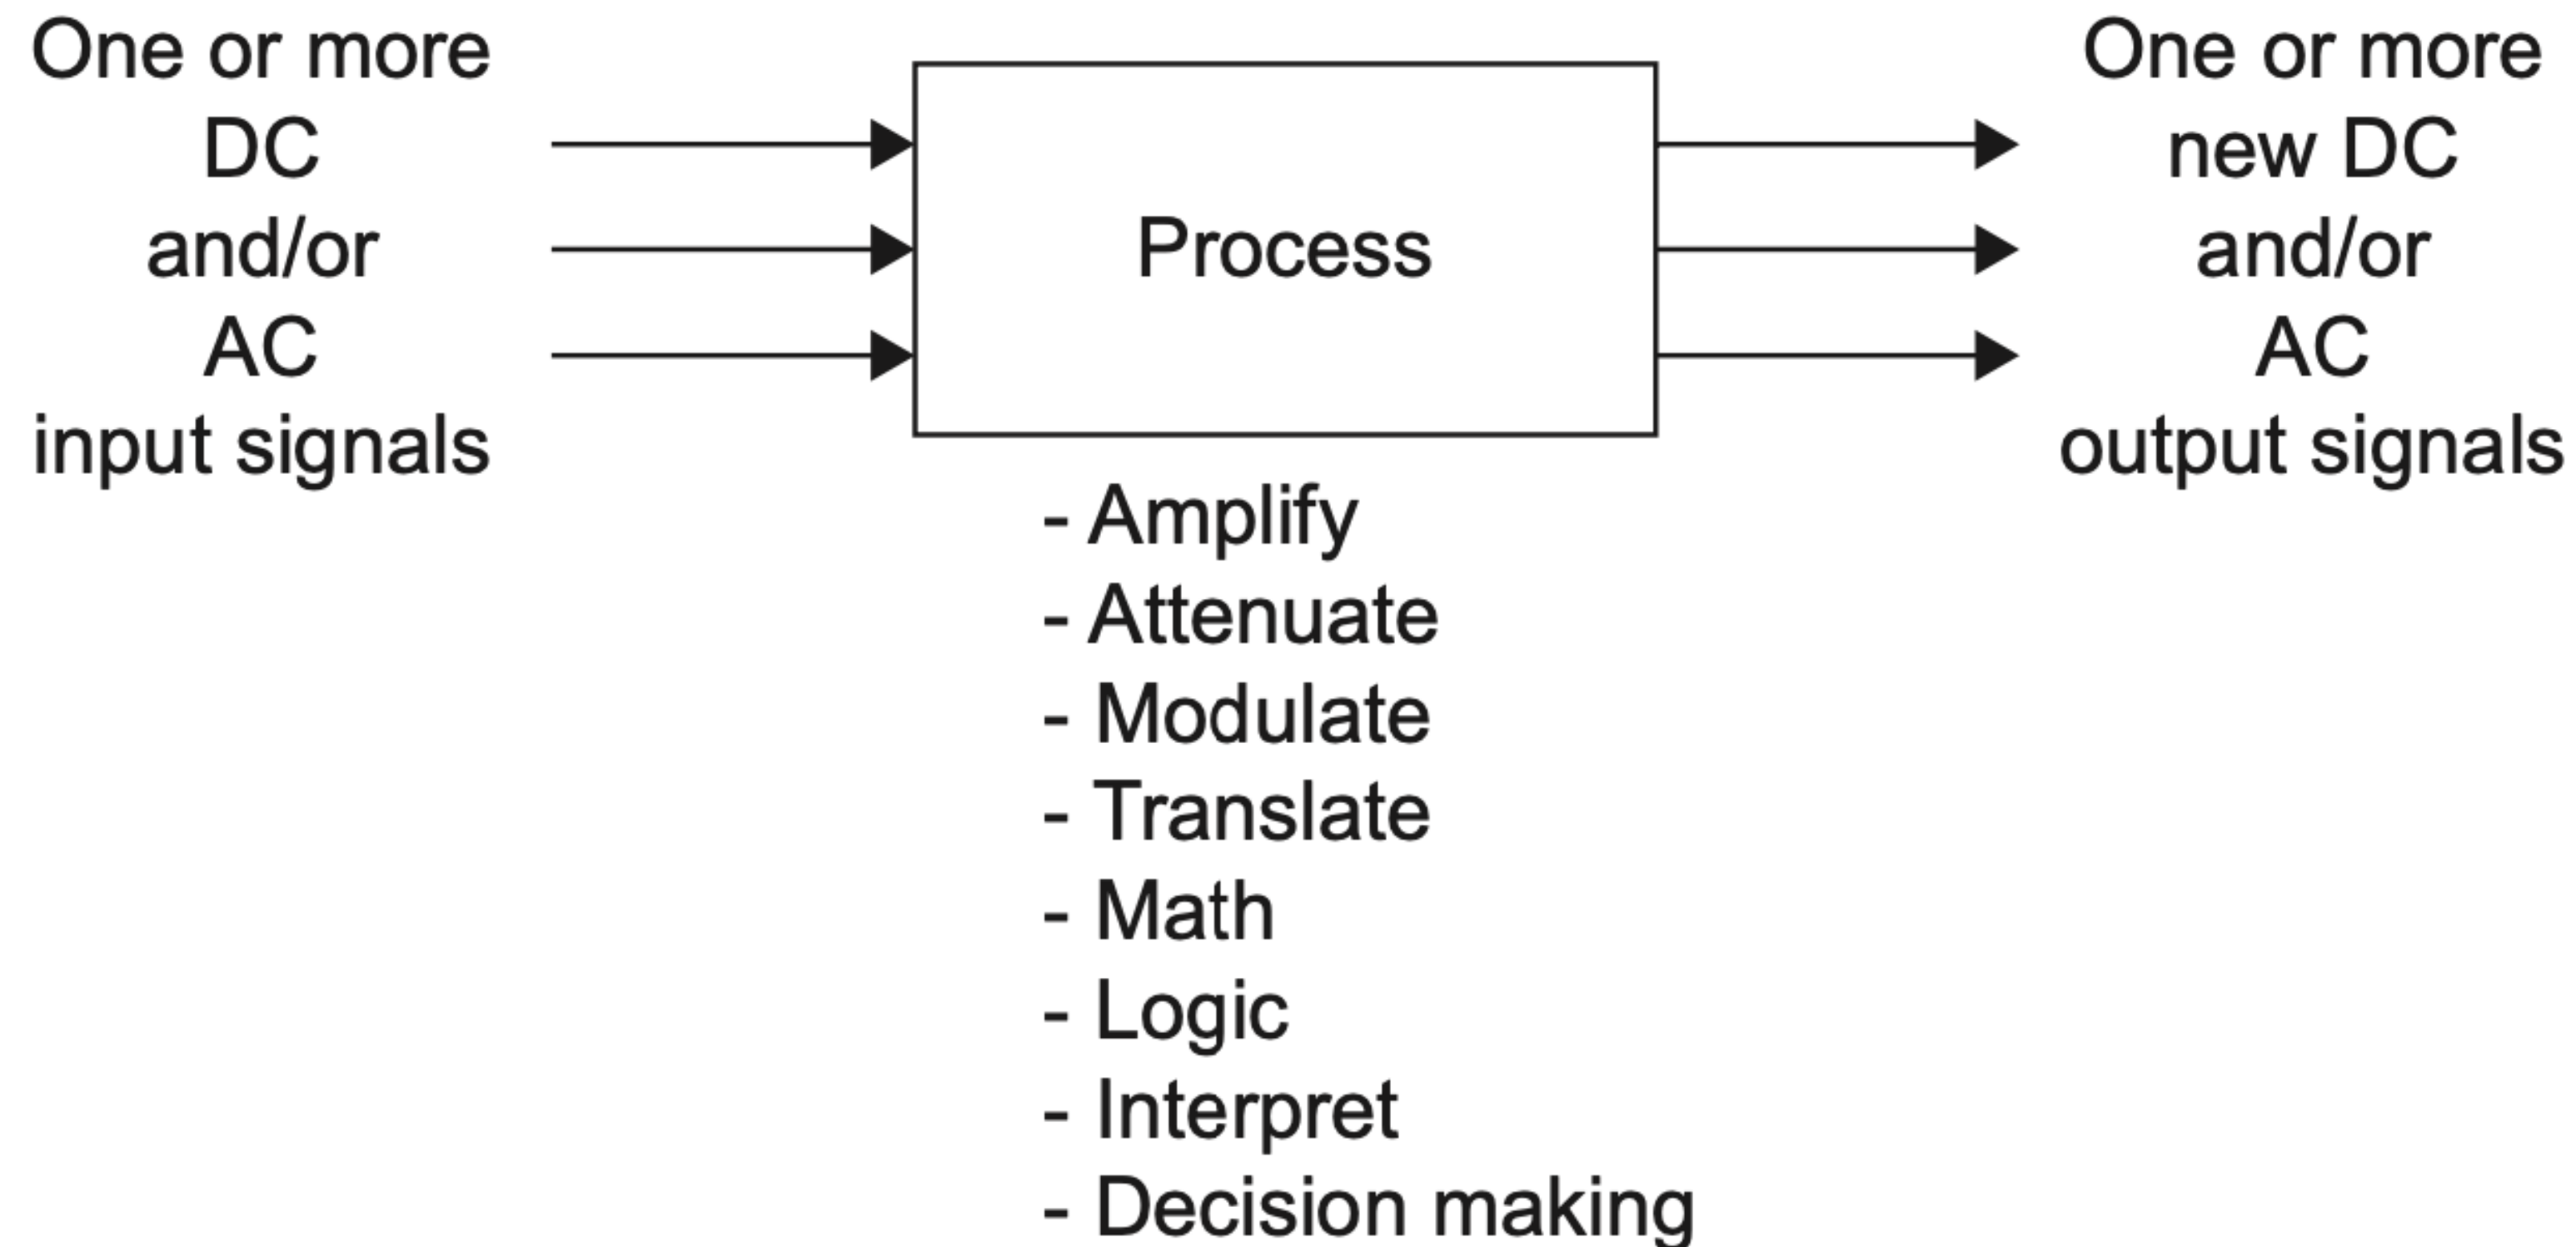 One or more
DC
and/or
AC
input signals
Process
One or more
new DC
and/or
AC
output signals
- Amplify
- Attenuate
- Modulate
- Translate
- Math
- Logic
- Interpret
- Decision making